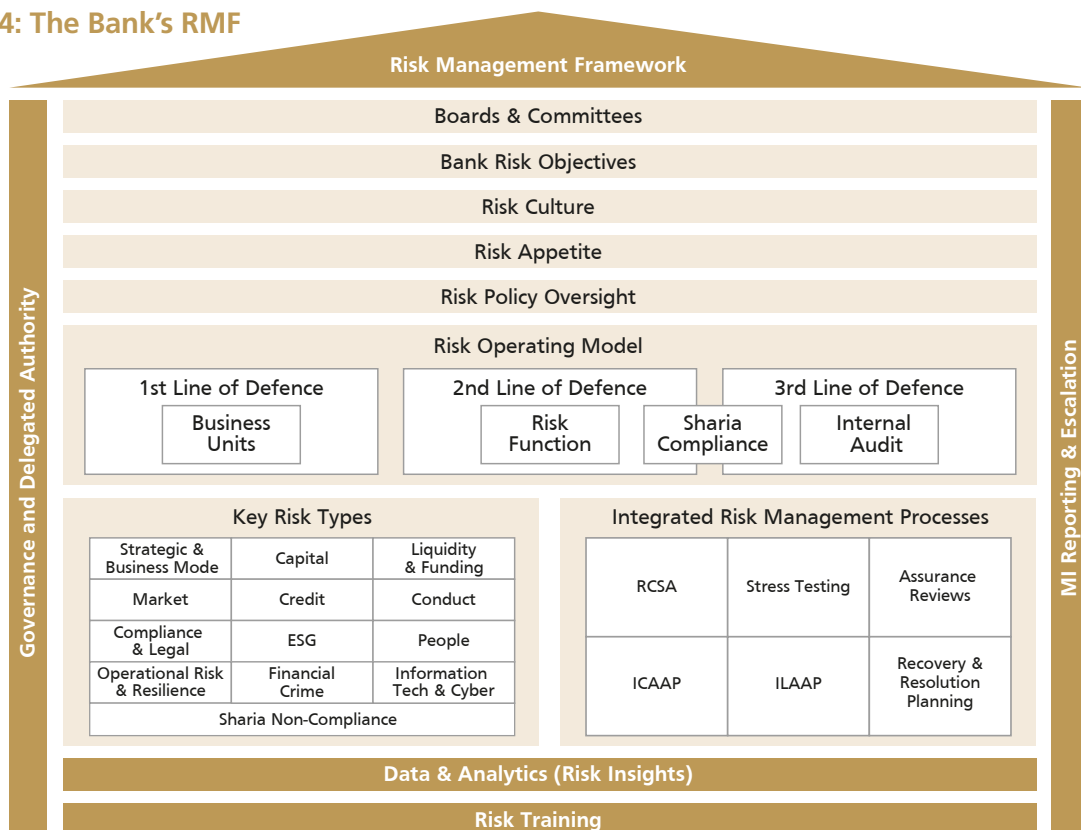 4: The Bank’s RMF
Risk Management Framework
Governance and Delegated Authority
Boards & Committees
Bank Risk Objectives
Risk Culture
Risk Appetite
Risk Policy Oversight
Risk Operating Model
1st Line of Defence
Business
Units
2nd Line of Defence
Risk
Function
Sharia
Compliance
3rd Line of Defence
Internal
Audit
Key Risk Types
Strategic &
Business Mode
Capital
Liquidity
& Funding
Market
Credit
Conduct
Compliance
& Legal
ESG
People
Operational Risk
& Resilience
Financial
Crime
Information
Tech & Cyber
Sharia Non-Compliance
Integrated Risk Management Processes
RCSA
Stress Testing
Assurance
Reviews
ICAAP
ILAAP
Recovery &
Resolution
Planning
Data & Analytics (Risk Insights)
Risk Training
MI Reporting & Escalation